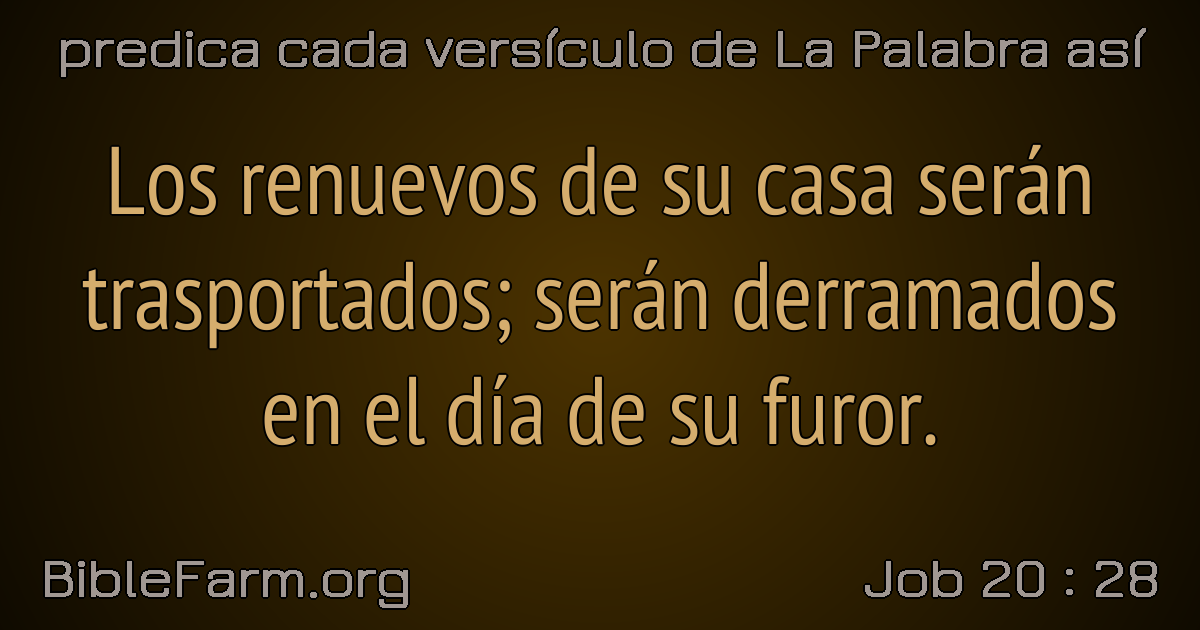 predica cada versículo de La Palabra así
Los renuevos de su casa serán
trasportados; serán derramados
en el día de su furor.
BibleFarm.org
Job 20 : 28